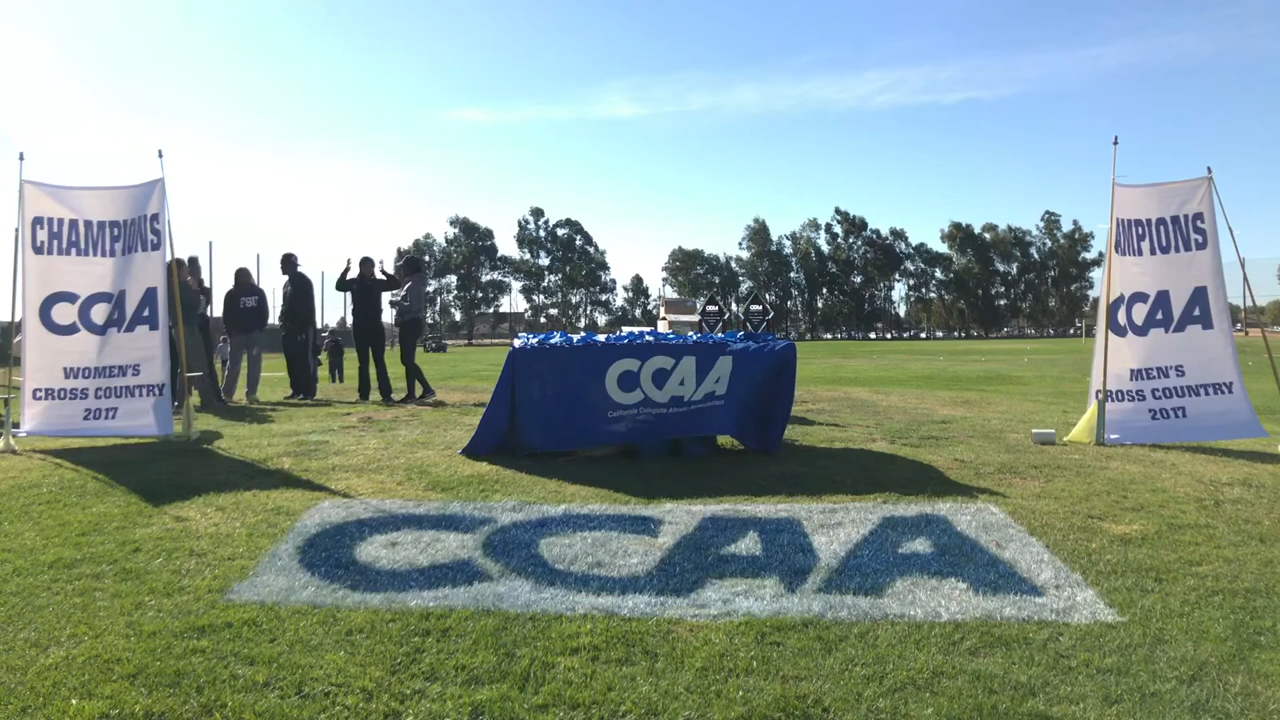 CHAMPIONS
CCAA
WOMEN'S
CROSS COUNTRY
2017
CCAA
California Collegiate Athletic Association
AMPIONS
CCAA
MEN'S
CROSS COUNTRY
2017
CCAA